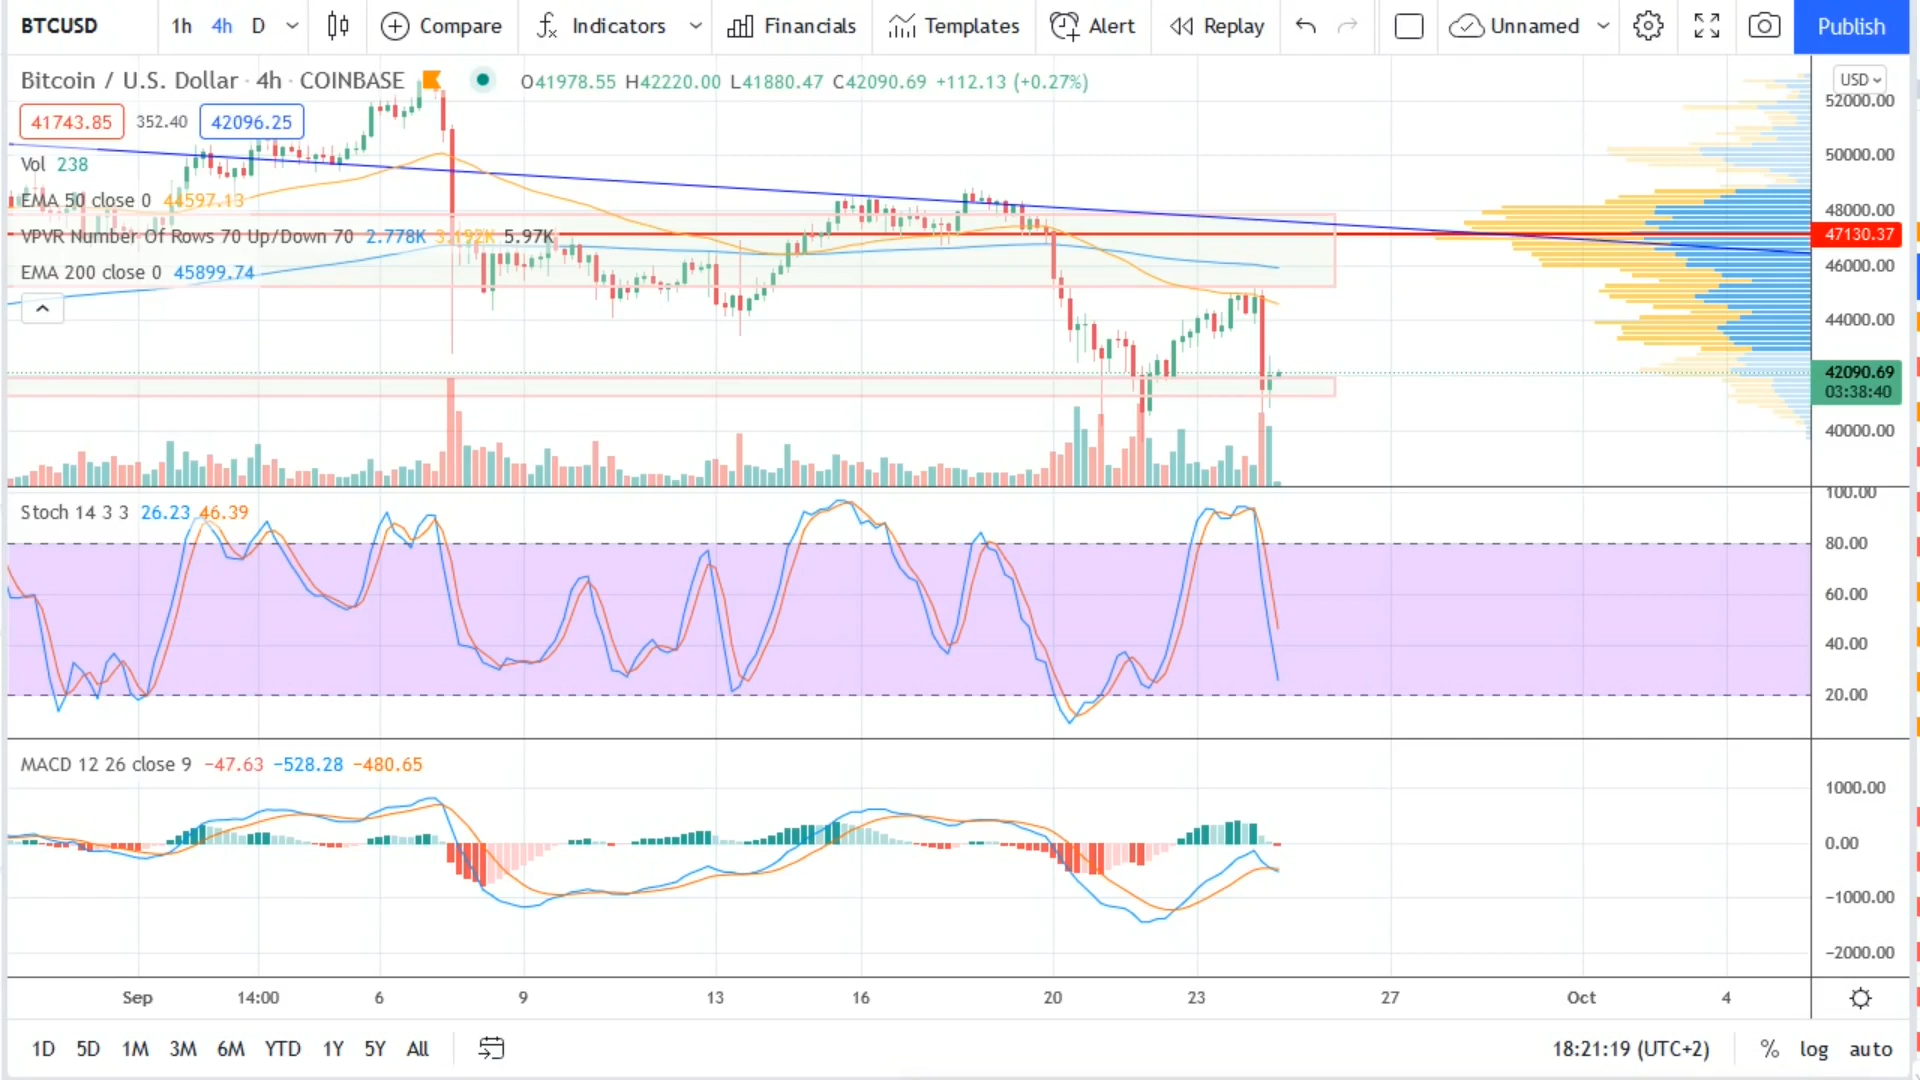 BTCUSD 1h 4h D Compare Indicators Financials Templates Alert Replay Unnamed Publish
Bitcoin / U.S. Dollar · 4h · COINBASE O41978.55 H42220.00 L41880.47 C42090.69 +112.13 (+0.27%)
USD
41743.85 352.40 42096.25
Vol 238
EMA 50 close 0 44597.13
VPVR Number Of Rows 70 Up/Down 70 2.778K 3.192K 5.97K
EMA 200 close 0 45899.74
52000.00
50000.00
48000.00
47130.37
46000.00
44000.00
42090.69
03:38:40
40000.00
Stoch 14 3 3 26.23 46.39
100.00
80.00
60.00
40.00
20.00
MACD 12 26 close 9 −47.63 −528.28 −480.65
1000.00
0.00
−1000.00
−2000.00
Sep 14:00 6 9 13 16 20 23 27 Oct 4
1D 5D 1M 3M 6M YTD 1Y 5Y All 18:21:19 (UTC+2) % log auto